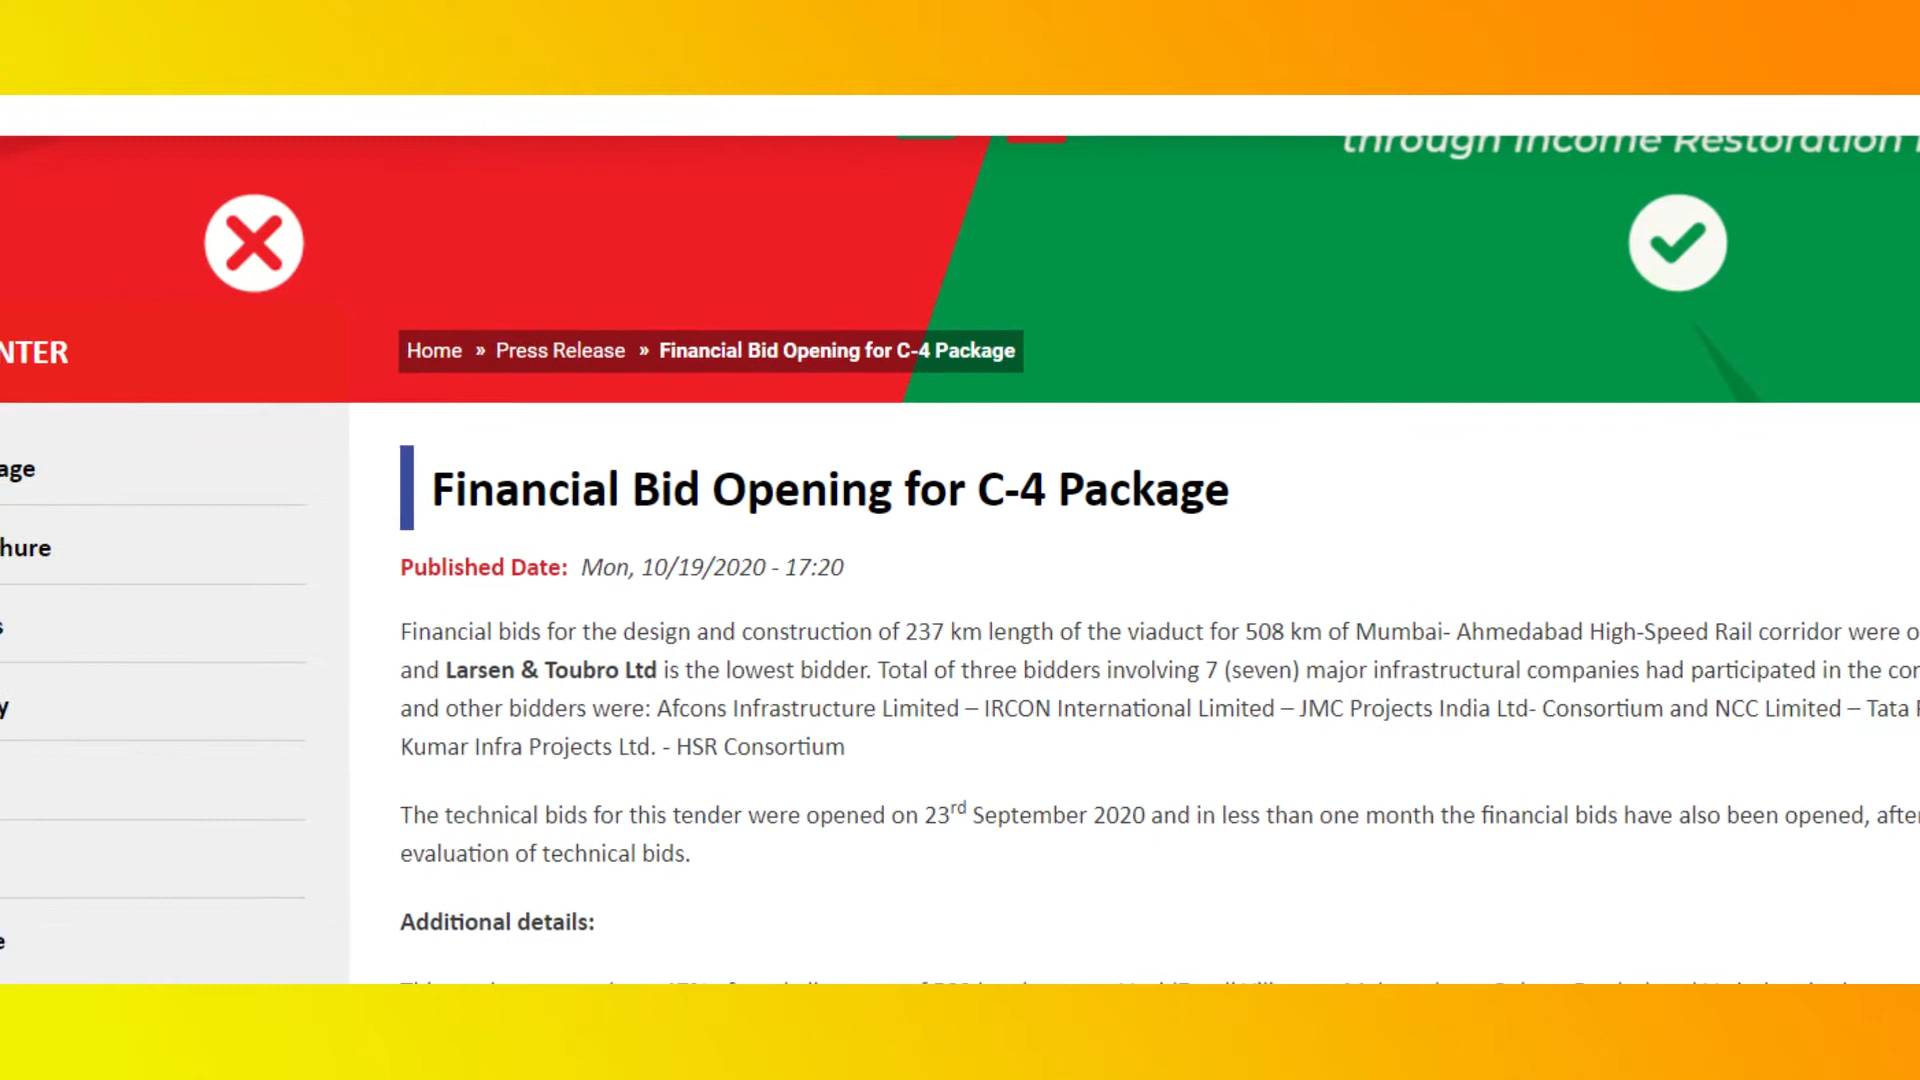 through Income Restoration
NTER
Home » Press Release » Financial Bid Opening for C-4 Package
age
hure
s
y
e
Financial Bid Opening for C-4 Package
Published Date: Mon, 10/19/2020 - 17:20
Financial bids for the design and construction of 237 km length of the viaduct for 508 km of Mumbai- Ahmedabad High-Speed Rail corridor were o
and Larsen & Toubro Ltd is the lowest bidder. Total of three bidders involving 7 (seven) major infrastructural companies had participated in the cor
and other bidders were: Afcons Infrastructure Limited – IRCON International Limited – JMC Projects India Ltd- Consortium and NCC Limited – Tata
Kumar Infra Projects Ltd. - HSR Consortium
The technical bids for this tender were opened on 23rd September 2020 and in less than one month the financial bids have also been opened, after
evaluation of technical bids.
Additional details: